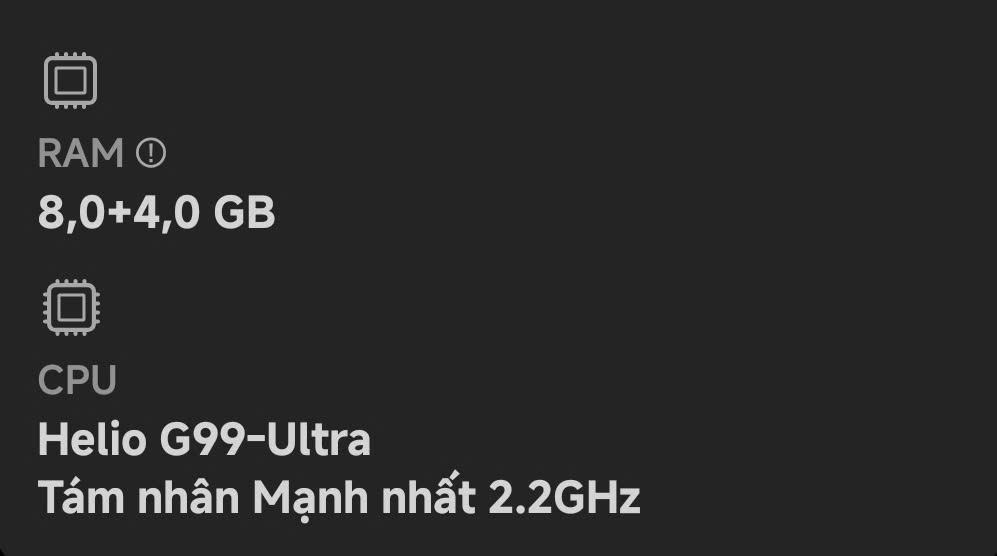 RAM
8,0+4,0 GB
CPU
Helio G99-Ultra
Tám nhân Mạnh nhất 2.2GHz